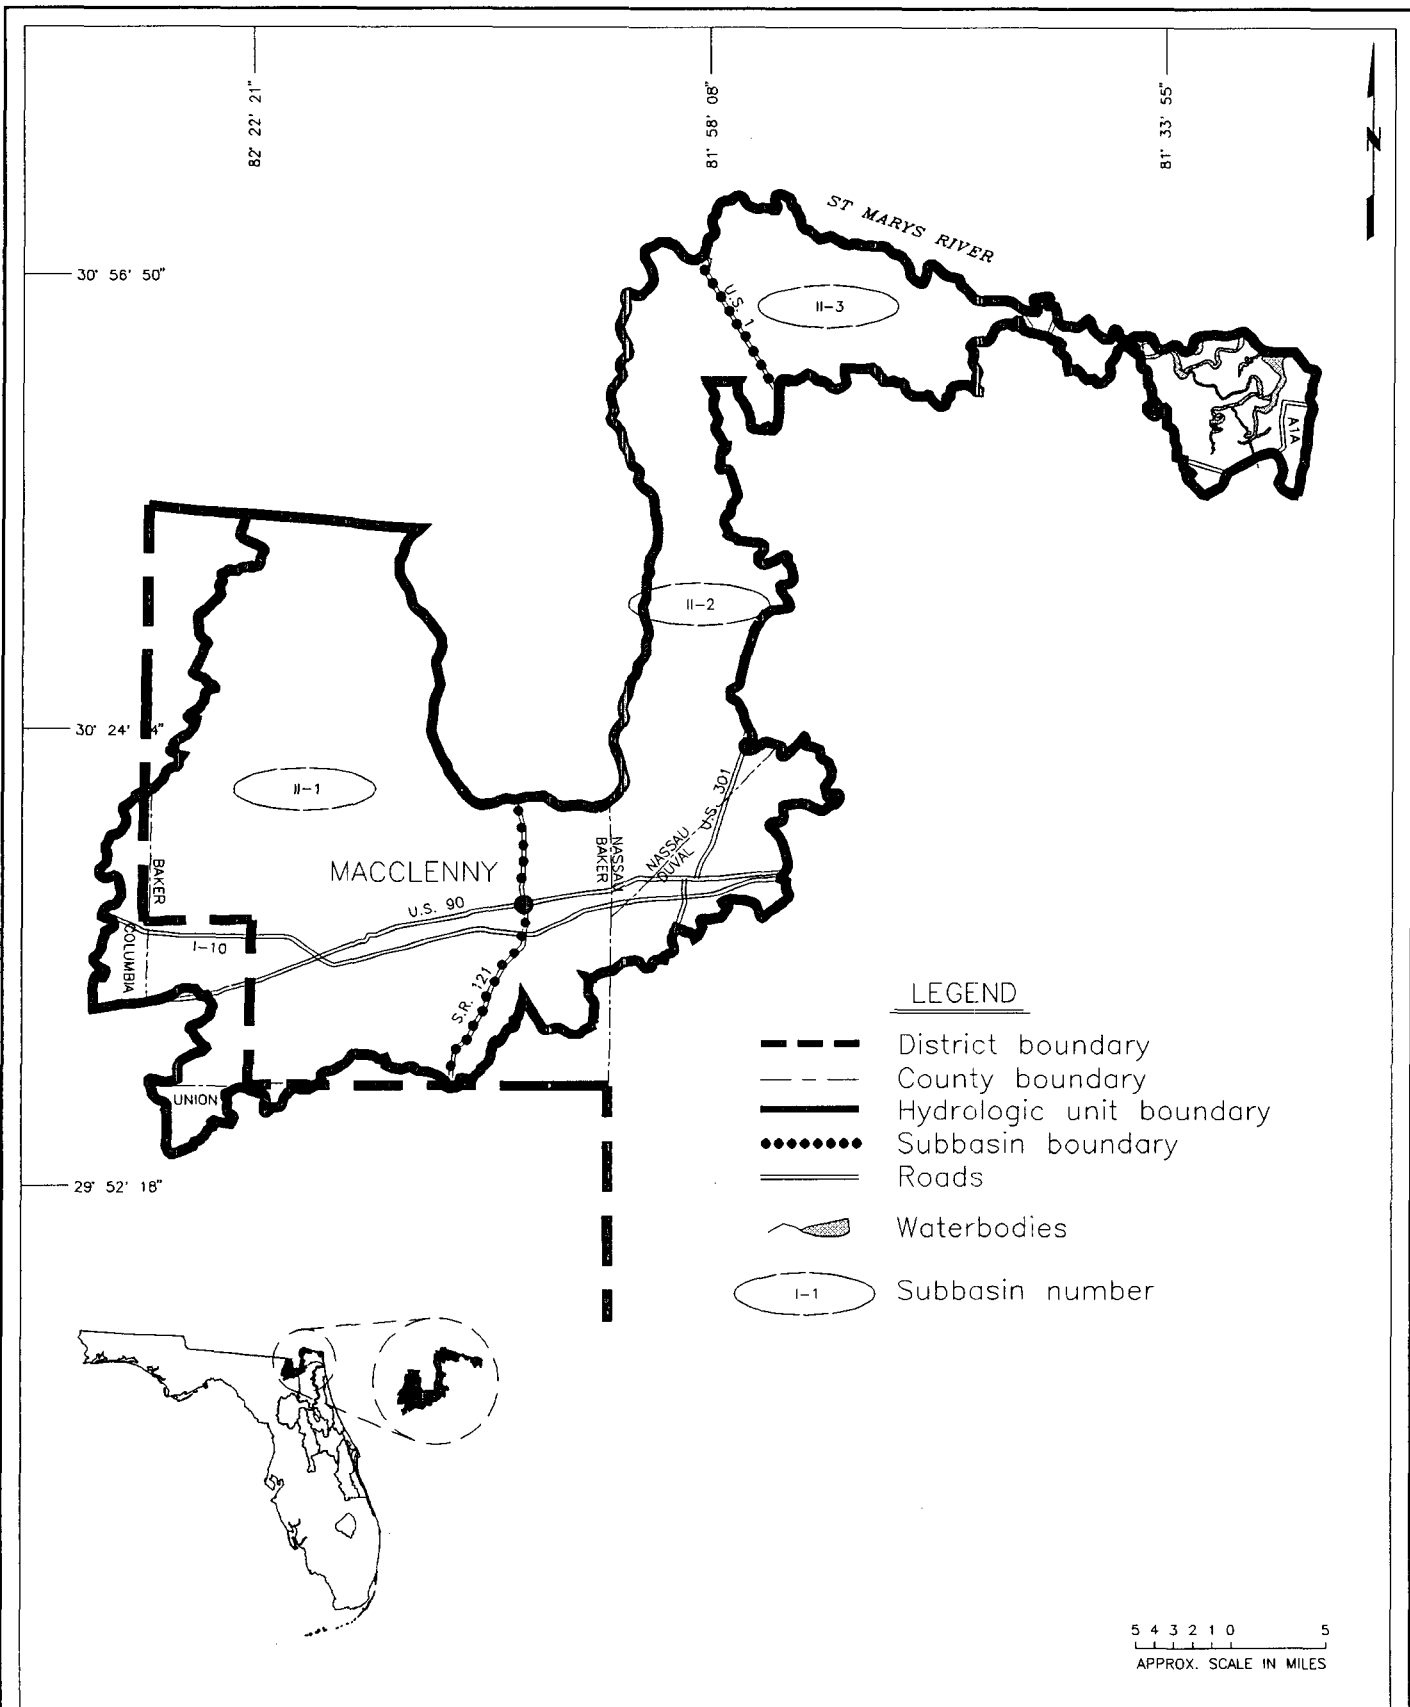 82° 22' 21"
81° 58' 08"
81° 33' 55"
N
ST MARYS RIVER
30° 56' 50"
U.S. 1
II-3
A1A
II-2
30° 24' 4"
II-1
U.S. 301
NASSAU
DUVAL
NASSAU
BAKER
BAKER
MACCLENNY
U.S. 90
COLUMBIA
I-10
S.R. 121
UNION
29° 52' 18"
LEGEND
District boundary
County boundary
Hydrologic unit boundary
Subbasin boundary
Roads
Waterbodies
I-1
Subbasin number
5 4 3 2 1 0 5
APPROX. SCALE IN MILES